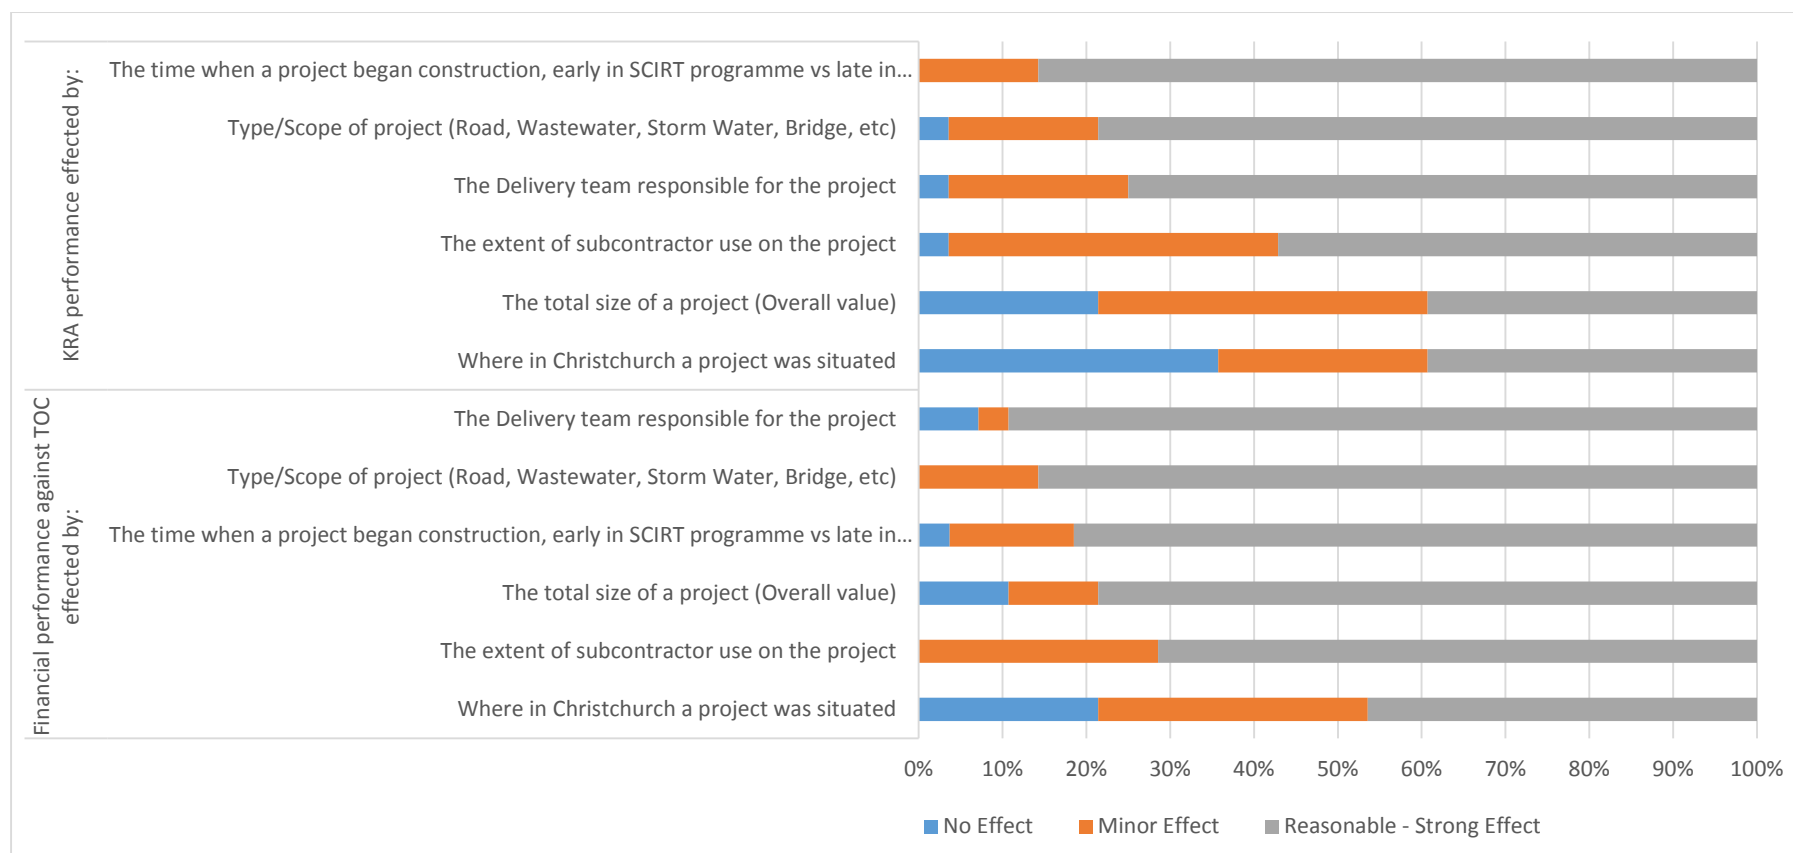 KRA performance effected by:
The time when a project began construction, early in SCIRT programme vs late in...
Type/Scope of project (Road, Wastewater, Storm Water, Bridge, etc)
The Delivery team responsible for the project
The extent of subcontractor use on the project
The total size of a project (Overall value)
Where in Christchurch a project was situated
Financial performance against TOC
effected by:
The Delivery team responsible for the project
Type/Scope of project (Road, Wastewater, Storm Water, Bridge, etc)
The time when a project began construction, early in SCIRT programme vs late in...
The total size of a project (Overall value)
The extent of subcontractor use on the project
Where in Christchurch a project was situated
0% 10% 20% 30% 40% 50% 60% 70% 80% 90% 100%
No Effect Minor Effect Reasonable - Strong Effect